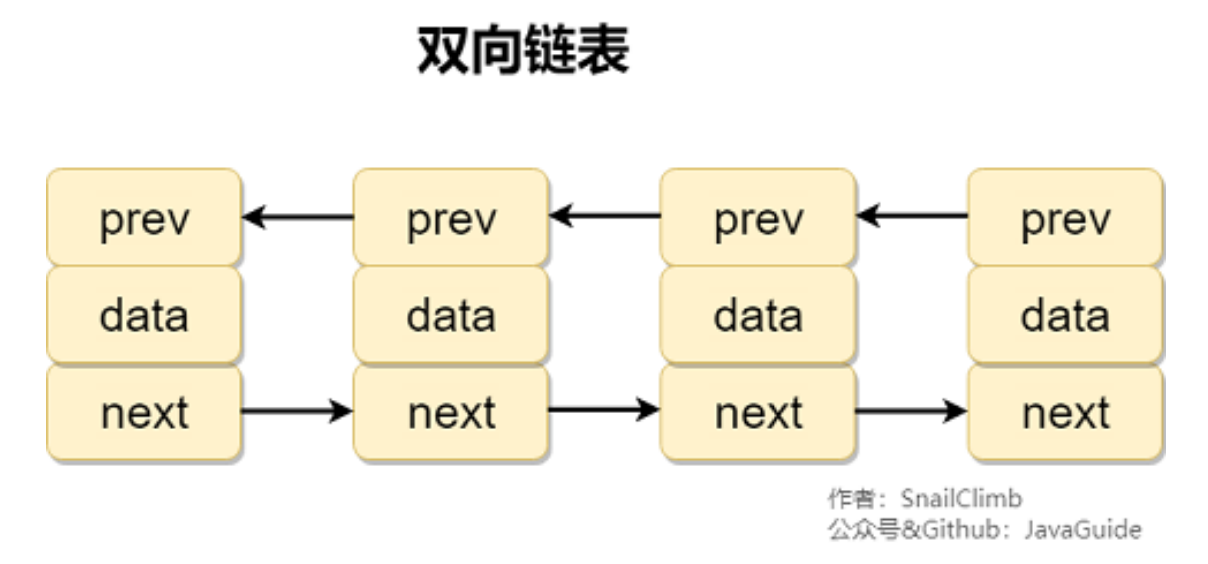 双向链表
prev prev prev prev
data data data data
next next next next
作者：SnailClimb
公众号&Github：JavaGuide